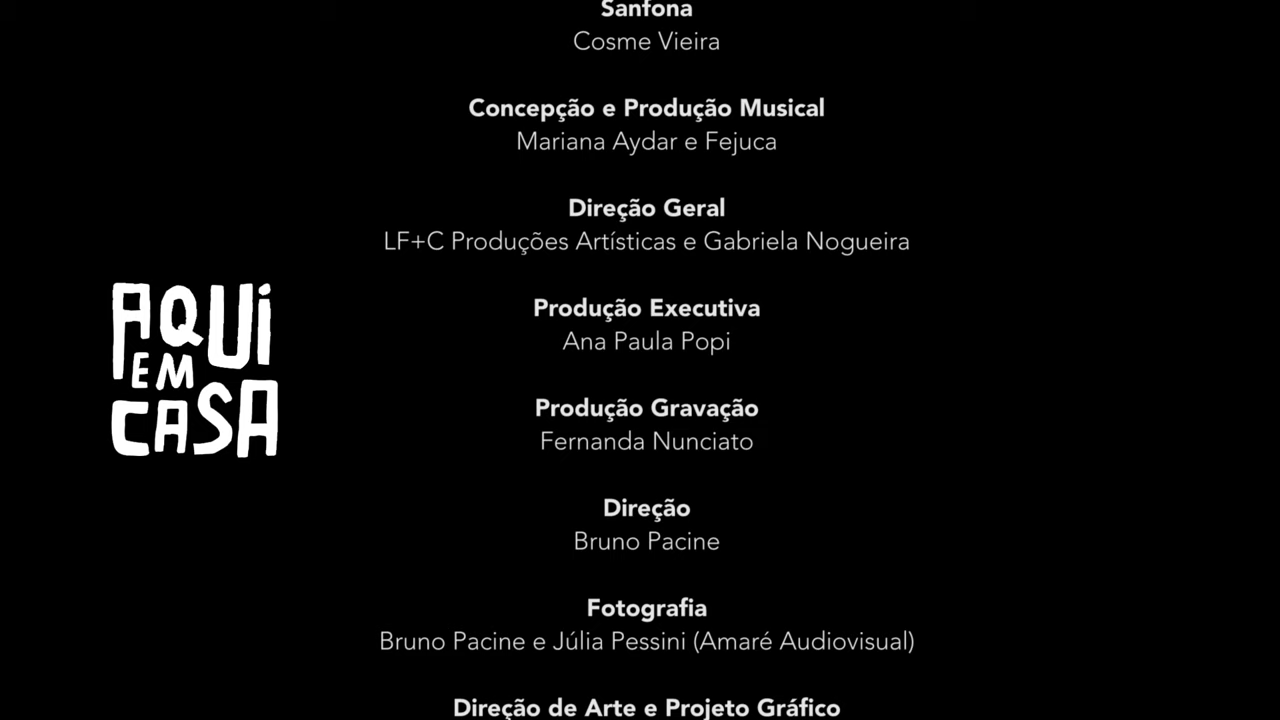 Sanfona
Cosme Vieira
Concepção e Produção Musical
Mariana Aydar e Fejuca
Direção Geral
LF+C Produções Artísticas e Gabriela Nogueira
Produção Executiva
Ana Paula Popi
Produção Gravação
Fernanda Nunciato
Direção
Bruno Pacine
Fotografia
Bruno Pacine e Júlia Pessini (Amaré Audiovisual)
Direção de Arte e Projeto Gráfico
AQUi
EM
CASA